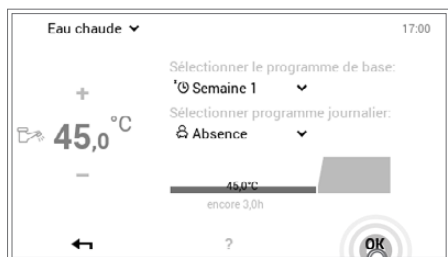 Eau chaude
17:00
Sélectionner le programme de base:
Semaine 1
Sélectionner programme journalier:
Absence
+
45,0 °C
−
45,0°C
encore 3,0h
?
OK